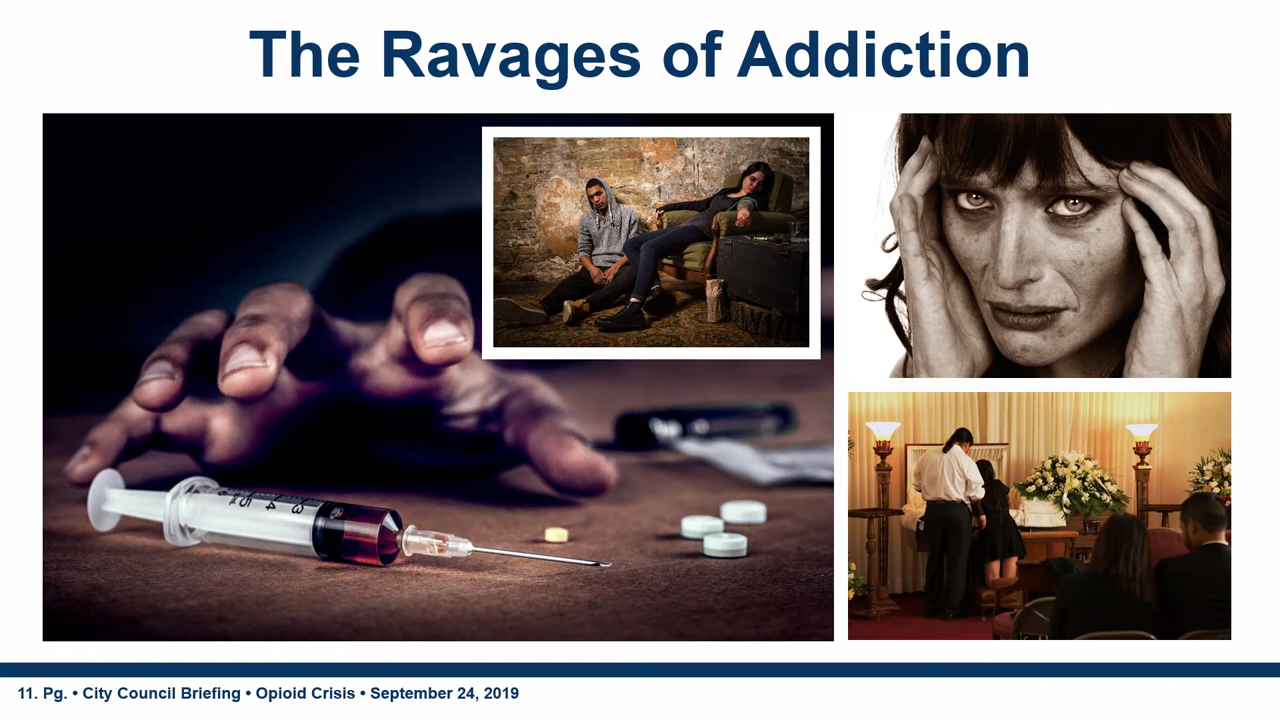 The Ravages of Addiction
11. Pg. • City Council Briefing • Opioid Crisis • September 24, 2019